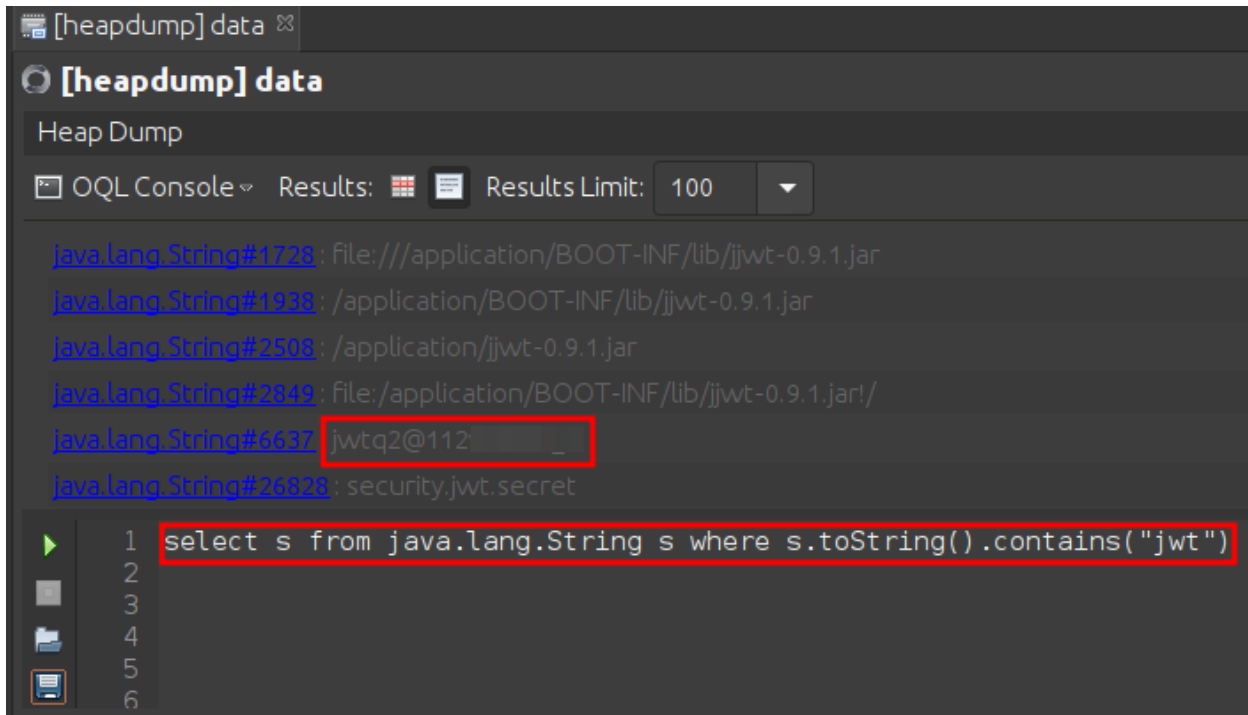 [heapdump] data
[heapdump] data
Heap Dump
OQL Console Results: Results Limit: 100
java.lang.String#1728 : file:///application/BOOT-INF/lib/jjwt-0.9.1.jar
java.lang.String#1938 : /application/BOOT-INF/lib/jjwt-0.9.1.jar
java.lang.String#2508 : /application/jjwt-0.9.1.jar
java.lang.String#2849 : file:/application/BOOT-INF/lib/jjwt-0.9.1.jar!/
java.lang.String#6637
java.lang.String#26828 : security.jwt.secret
1 select s from java.lang.String s where s.toString().contains("jwt")
2
3
4
5
6